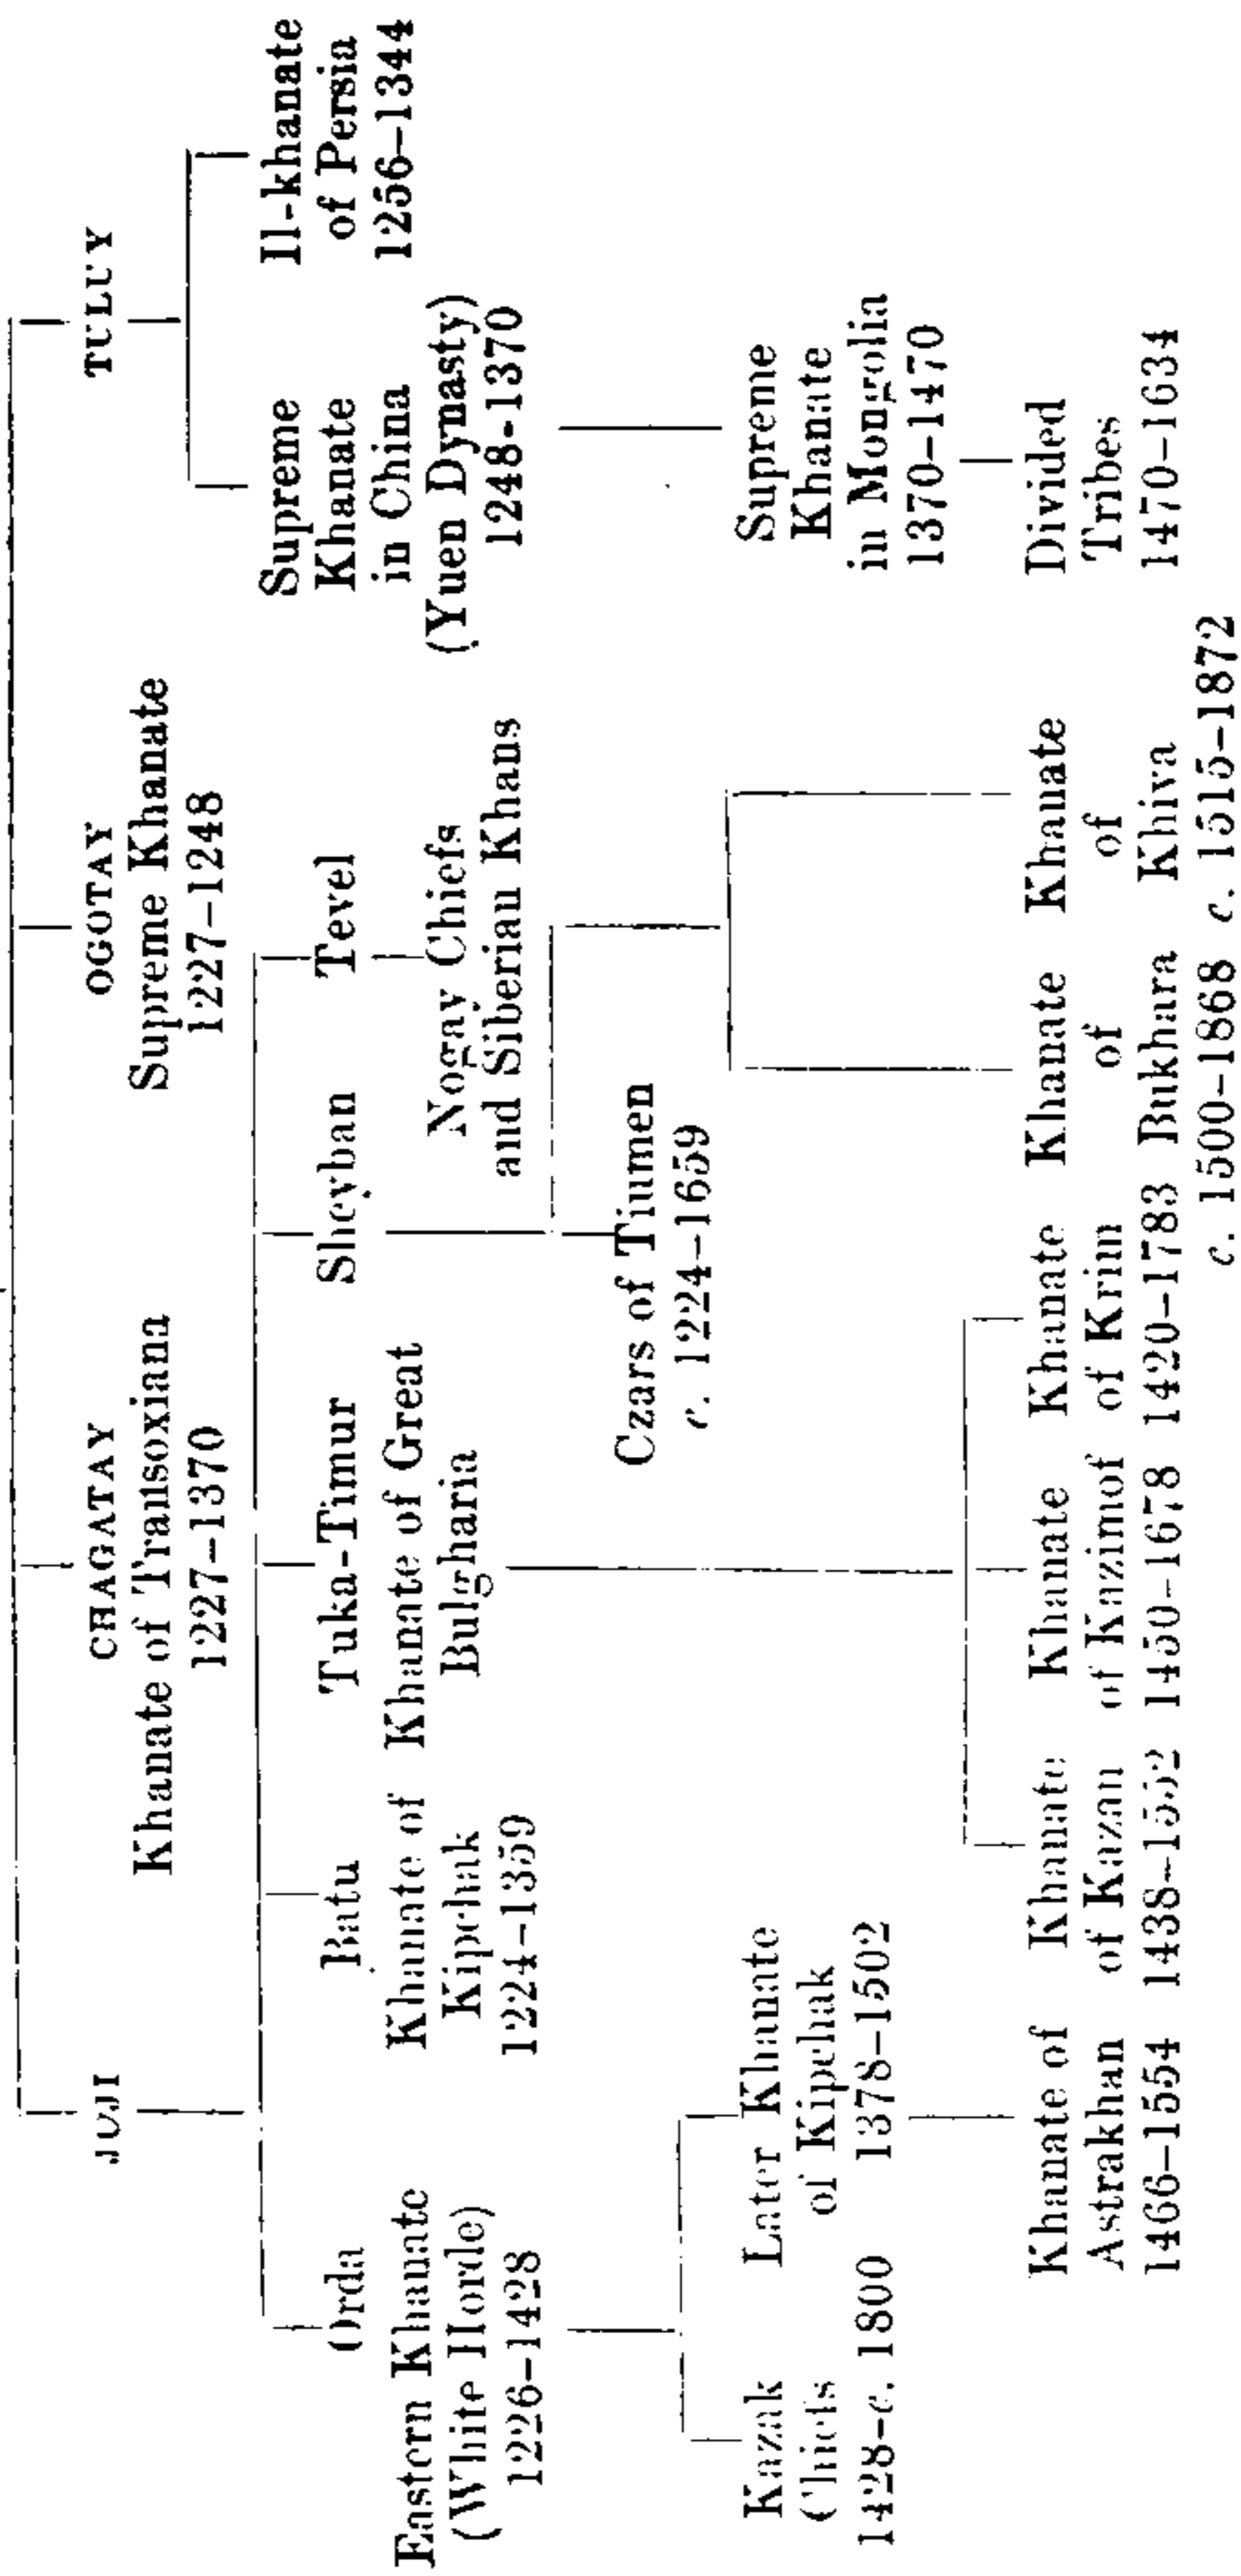 JUJI
CHAGATAY
Khanate of Transoxiana
1227–1370
OGOTAY
Supreme Khanate
1227–1248
TULUY
Orda
Eastern Khanate
(White Horde)
1226–1428
Batu
Khanate of
Kipchak
1224–1359
Tuka-Timur
Khanate of Great
Bulgharia
Sheyban
Tevel
Nogay Chiefs
and Siberian Khans
Supreme
Khanate
in China
(Yuen Dynasty)
1248-1370
Il-khanate
of Persia
1256–1344
Czars of Tiumen
c. 1224–1659
Kazak
Chiefs
1428–c. 1800
Later Khanate
of Kipchak
1378–1502
Supreme
Khanate
in Mongolia
1370–1470
Khanate of
Astrakhan
1466–1554
Khanate
of Kazan
1438–1552
Khanate
of Kazimof
1450–1678
Khanate
of Krim
1420–1783
Khanate
of
Bukhara
c. 1500–1868
Khanate
of
Khiva
c. 1515–1872
Divided
Tribes
1470–1634